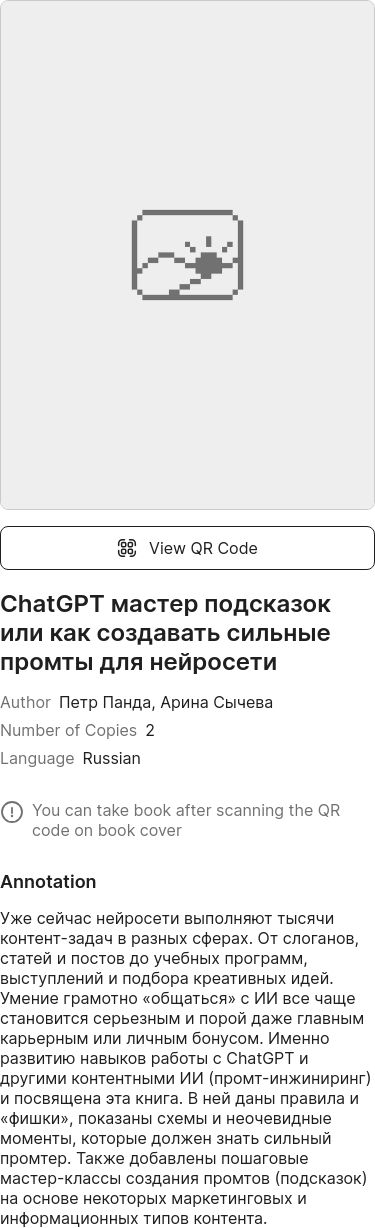 View QR Code
ChatGPT мастер подсказок
или как создавать сильные
промты для нейросети
Author Петр Панда, Арина Сычева
Number of Copies 2
Language Russian
You can take book after scanning the QR
code on book cover
Annotation
Уже сейчас нейросети выполняют тысячи
контент-задач в разных сферах. От слоганов,
статей и постов до учебных программ,
выступлений и подбора креативных идей.
Умение грамотно «общаться» с ИИ все чаще
становится серьезным и порой даже главным
карьерным или личным бонусом. Именно
развитию навыков работы с ChatGPT и
другими контентными ИИ (промт-инжиниринг)
и посвящена эта книга. В ней даны правила и
«фишки», показаны схемы и неочевидные
моменты, которые должен знать сильный
промтер. Также добавлены пошаговые
мастер-классы создания промтов (подсказок)
на основе некоторых маркетинговых и
информационных типов контента.